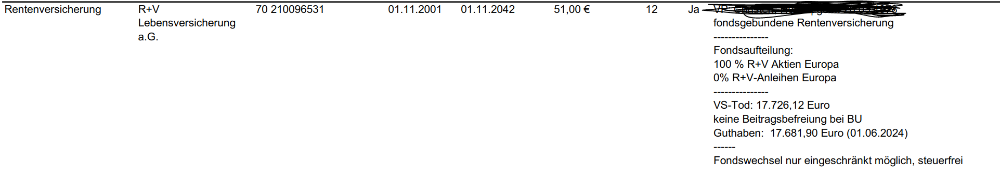 Rentenversicherung R+V 70 210096531 01.11.2001 01.11.2042 51,00 € 12 Ja
Lebensversicherung
a.G.
fondsgebundene Rentenversicherung
---------------
Fondsaufteilung:
100 % R+V Aktien Europa
0% R+V-Anleihen Europa
---------------
VS-Tod: 17.726,12 Euro
keine Beitragsbefreiung bei BU
Guthaben: 17.681,90 Euro (01.06.2024)
------
Fondswechsel nur eingeschränkt möglich, steuerfrei